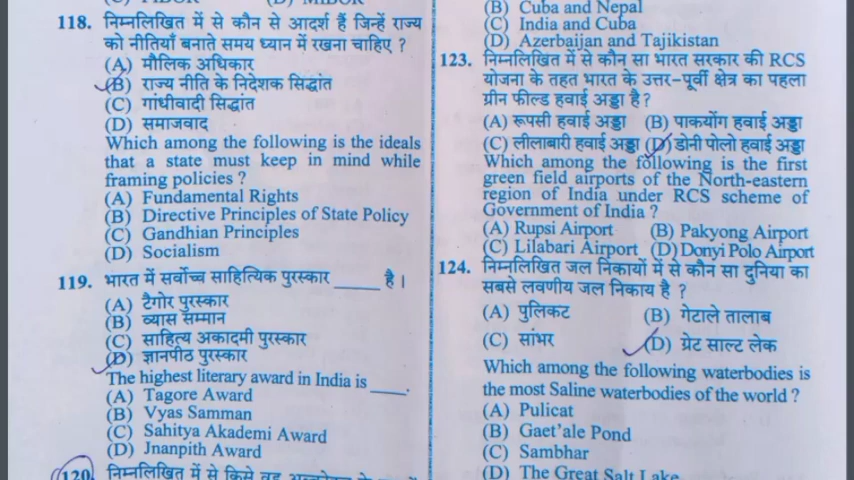 118. निम्नलिखित में से कौन से आदर्श हैं जिन्हें राज्य
को नीतियाँ बनाते समय ध्यान में रखना चाहिए ?
(A) मौलिक अधिकार
(B) राज्य नीति के निदेशक सिद्धांत
(C) गांधीवादी सिद्धांत
(D) समाजवाद
Which among the following is the ideals
that a state must keep in mind while
framing policies ?
(A) Fundamental Rights
(B) Directive Principles of State Policy
(C) Gandhian Principles
(D) Socialism
119. भारत में सर्वोच्च साहित्यिक पुरस्कार _____ है।
(A) टैगोर पुरस्कार
(B) व्यास सम्मान
(C) साहित्य अकादमी पुरस्कार
(D) ज्ञानपीठ पुरस्कार
The highest literary award in India is ____.
(A) Tagore Award
(B) Vyas Samman
(C) Sahitya Akademi Award
(D) Jnanpith Award
120. निम्नलिखित में से किसे वह
(B) Cuba and Nepal
(C) India and Cuba
(D) Azerbaijan and Tajikistan
123. निम्नलिखित में से कौन सा भारत सरकार की RCS
योजना के तहत भारत के उत्तर-पूर्वी क्षेत्र का पहला
ग्रीन फील्ड हवाई अड्डा है ?
(A) रूपसी हवाई अड्डा (B) पाकयोंग हवाई अड्डा
(C) लीलाबारी हवाई अड्डा (D) डोनी पोलो हवाई अड्डा
Which among the following is the first
green field airports of the North-eastern
region of India under RCS scheme of
Government of India ?
(A) Rupsi Airport (B) Pakyong Airport
(C) Lilabari Airport (D) Donyi Polo Airport
124. निम्नलिखित जल निकायों में से कौन सा दुनिया का
सबसे लवणीय जल निकाय है ?
(A) पुलिकट (B) गेटाले तालाब
(C) सांभर (D) ग्रेट साल्ट लेक
Which among the following waterbodies is
the most Saline waterbodies of the world ?
(A) Pulicat
(B) Gaet'ale Pond
(C) Sambhar
(D) The Great Salt Lake